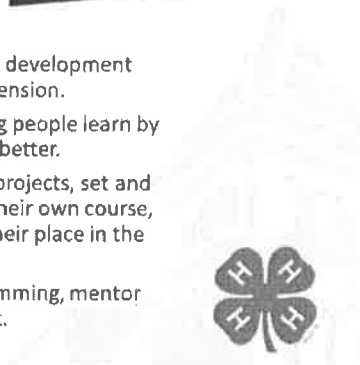 development
ension.
g people learn by
better.
projects, set and
heir own course,
heir place in the
mming, mentor
.
H H
H H